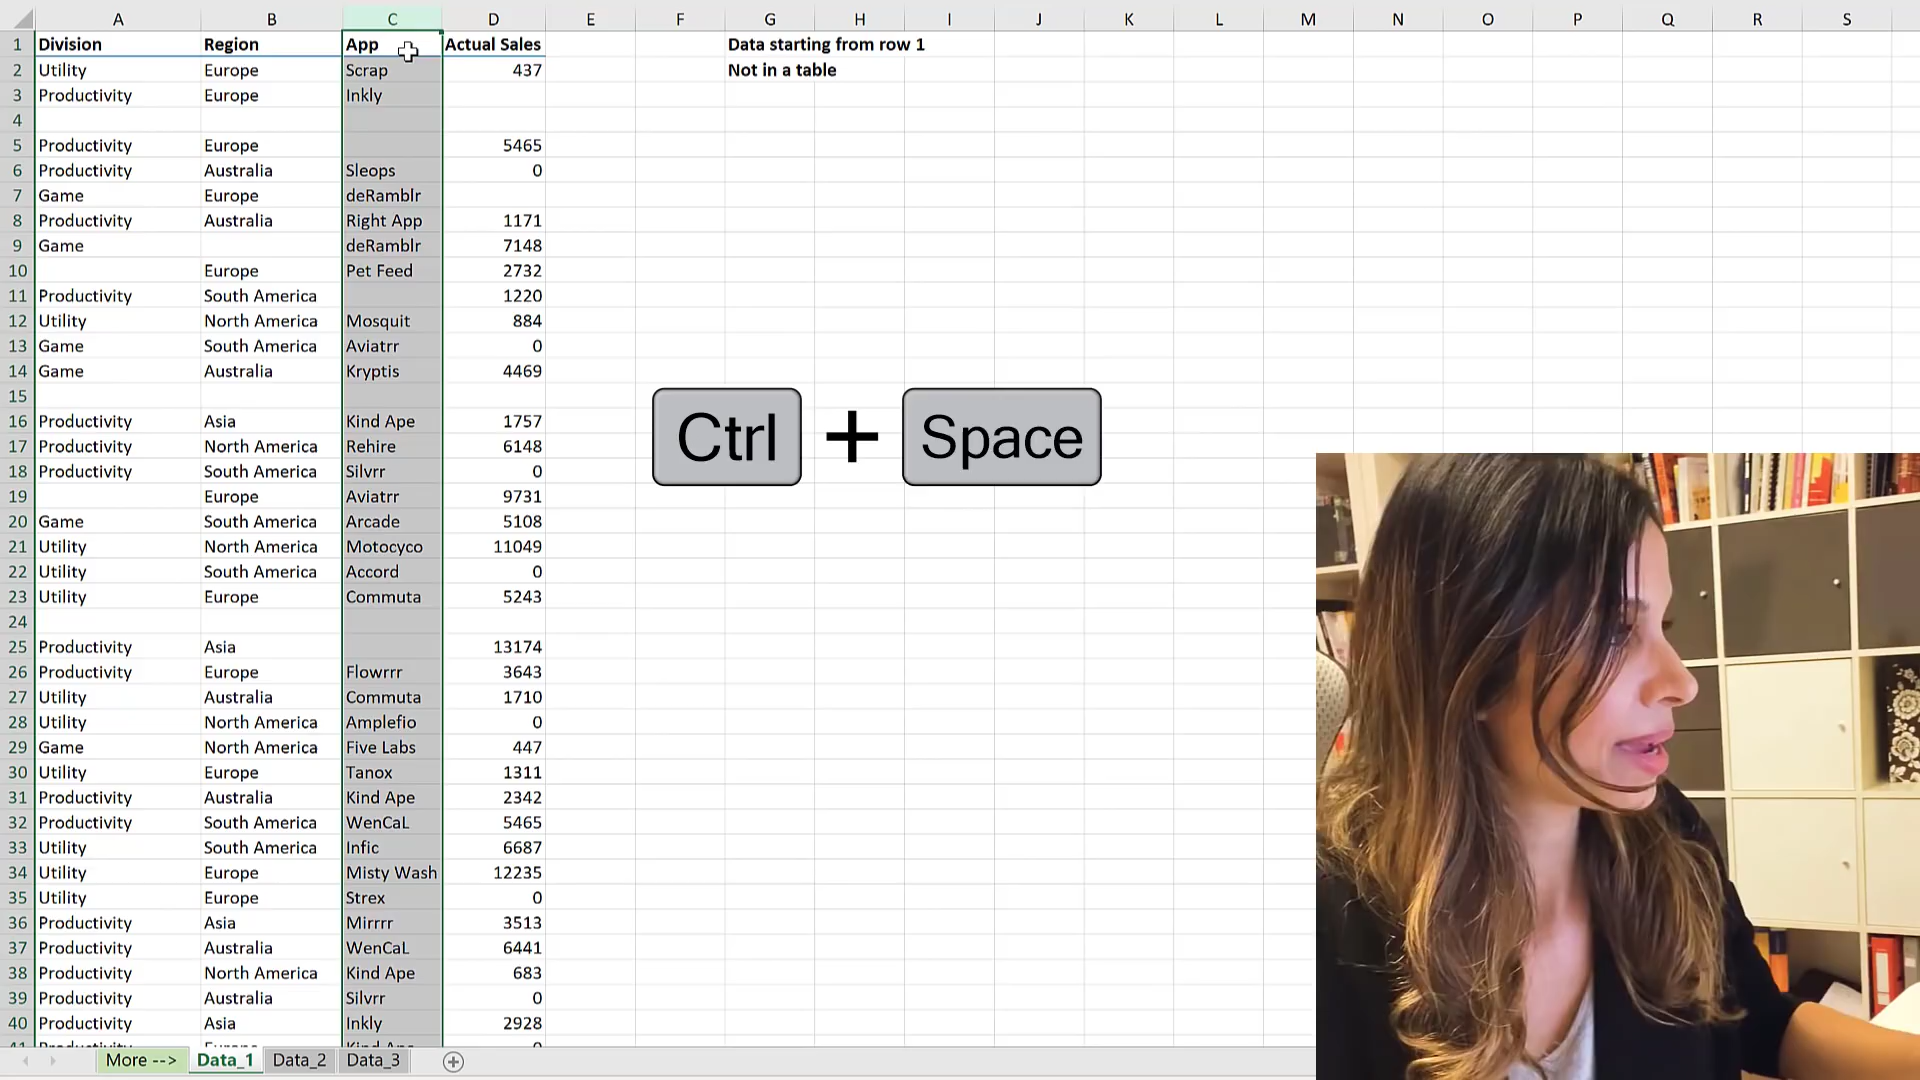 A B C D E F G H I J K L M N O P Q R S
1 Division Region App Actual Sales Data starting from row 1
2 Utility Europe Scrap 437 Not in a table
3 Productivity Europe Inkly
4
5 Productivity Europe 5465
6 Productivity Australia Sleops 0
7 Game Europe deRamblr
8 Productivity Australia Right App 1171
9 Game deRamblr 7148
10 Europe Pet Feed 2732
11 Productivity South America 1220
12 Utility North America Mosquit 884
13 Game South America Aviatrr 0
14 Game Australia Kryptis 4469
15
16 Productivity Asia Kind Ape 1757
Ctrl + Space
17 Productivity North America Rehire 6148
18 Productivity South America Silvrr 0
19 Europe Aviatrr 9731
20 Game South America Arcade 5108
21 Utility North America Motocyco 11049
22 Utility South America Accord 0
23 Utility Europe Commuta 5243
24
25 Productivity Asia 13174
26 Productivity Europe Flowrrr 3643
27 Utility Australia Commuta 1710
28 Utility North America Amplefio 0
29 Game North America Five Labs 447
30 Utility Europe Tanox 1311
31 Productivity Australia Kind Ape 2342
32 Productivity South America WenCaL 5465
33 Utility South America Infic 6687
34 Utility Europe Misty Wash 12235
35 Utility Europe Strex 0
36 Productivity Asia Mirrrr 3513
37 Productivity Australia WenCaL 6441
38 Productivity North America Kind Ape 683
39 Productivity Australia Silvrr 0
40 Productivity Asia Inkly 2928
More --> Data_1 Data_2 Data_3